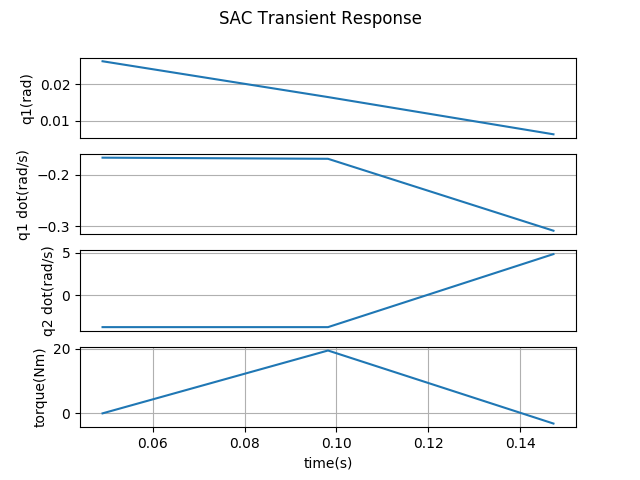 SAC Transient Response
q1(rad)
0.02
0.01
q1 dot(rad/s)
−0.2
−0.3
q2 dot(rad/s)
5
0
torque(Nm)
20
0
0.06 0.08 0.10 0.12 0.14
time(s)